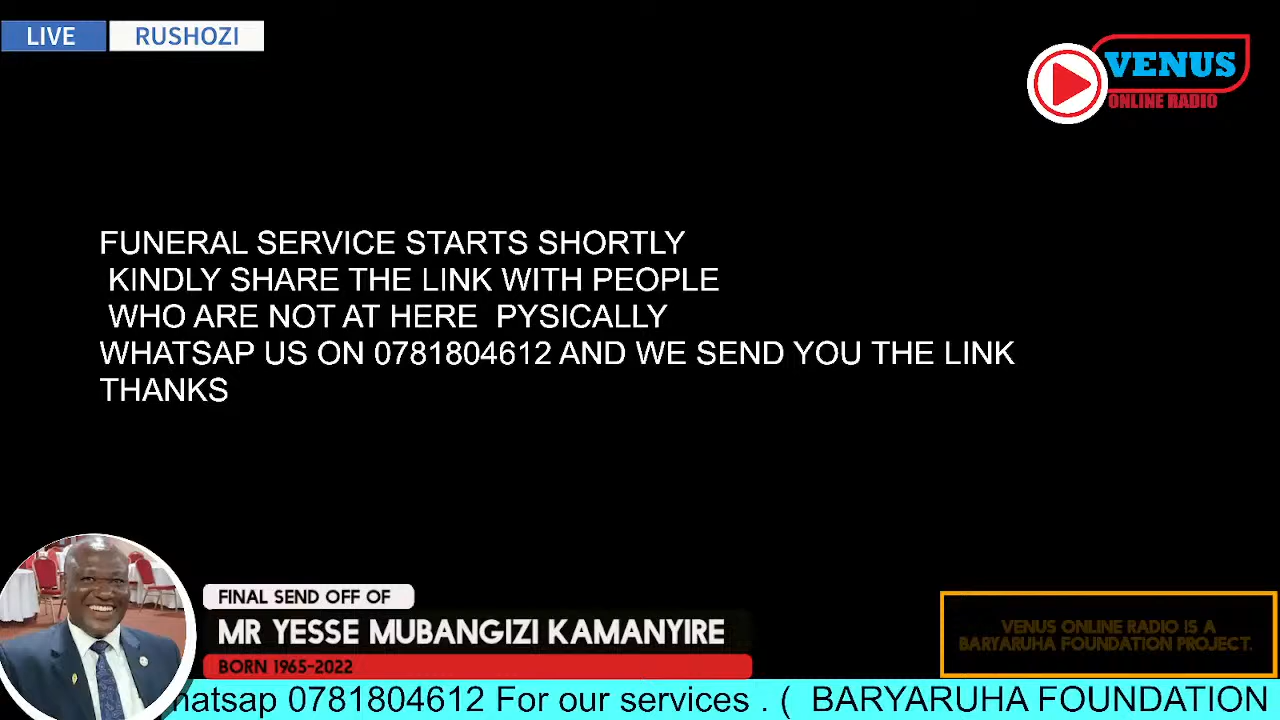 LIVE RUSHOZI
VENUS
ONLINE RADIO
FUNERAL SERVICE STARTS SHORTLY
KINDLY SHARE THE LINK WITH PEOPLE
WHO ARE NOT AT HERE PYSICALLY
WHATSAP US ON 0781804612 AND WE SEND YOU THE LINK
THANKS
FINAL SEND OFF OF
MR YESSE MUBANGIZI KAMANYIRE
BORN 1965-2022
VENUS ONLINE RADIO IS A
BARYARUHA FOUNDATION PROJECT.
hatsap 0781804612 For our services . ( BARYARUHA FOUNDATION